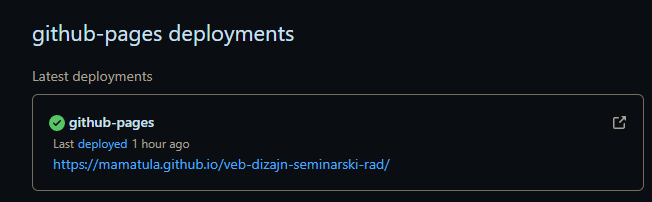 github-pages deployments
Latest deployments
github-pages
Last deployed 1 hour ago
https://mamatula.github.io/veb-dizajn-seminarski-rad/